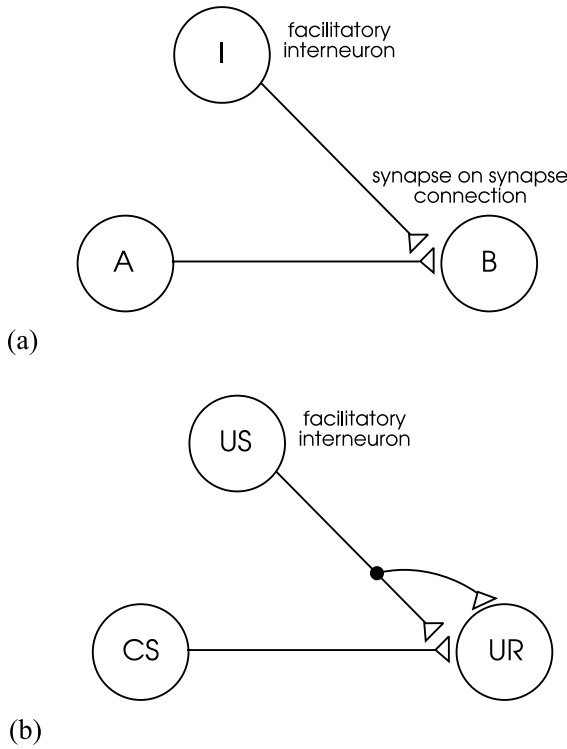 I
facilitatory
interneuron
synapse on synapse
connection
A
B
(a)
US
facilitatory
interneuron
CS
UR
(b)